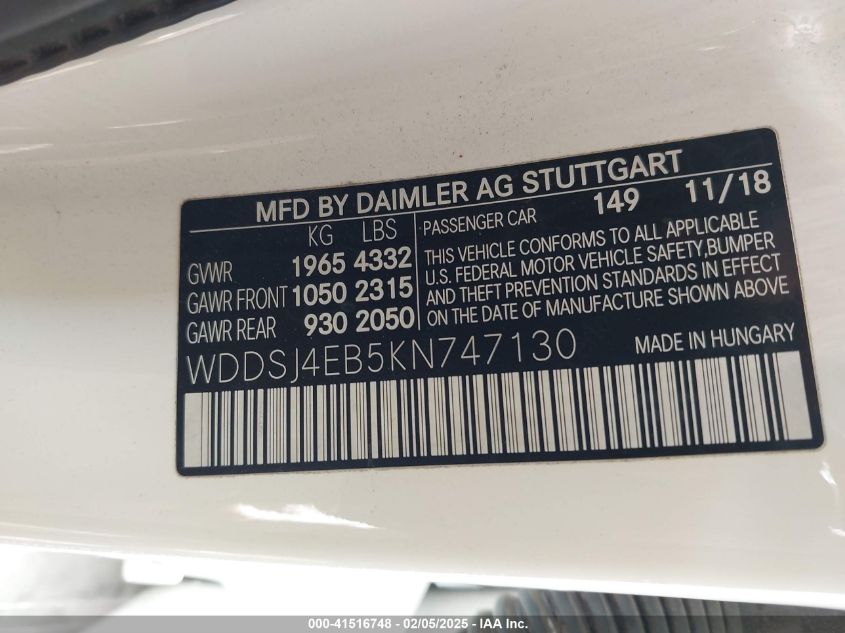 MFD BY DAIMLER AG STUTTGART
KG LBS
GVWR 1965 4332
GAWR FRONT 1050 2315
GAWR REAR 930 2050
PASSENGER CAR 149 11/18
THIS VEHICLE CONFORMS TO ALL APPLICABLE
U.S. FEDERAL MOTOR VEHICLE SAFETY,BUMPER
AND THEFT PREVENTION STANDARDS IN EFFECT
ON THE DATE OF MANUFACTURE SHOWN ABOVE
WDDSJ4EB5KN747130 MADE IN HUNGARY
000-41516748 - 02/05/2025 - IAA Inc.